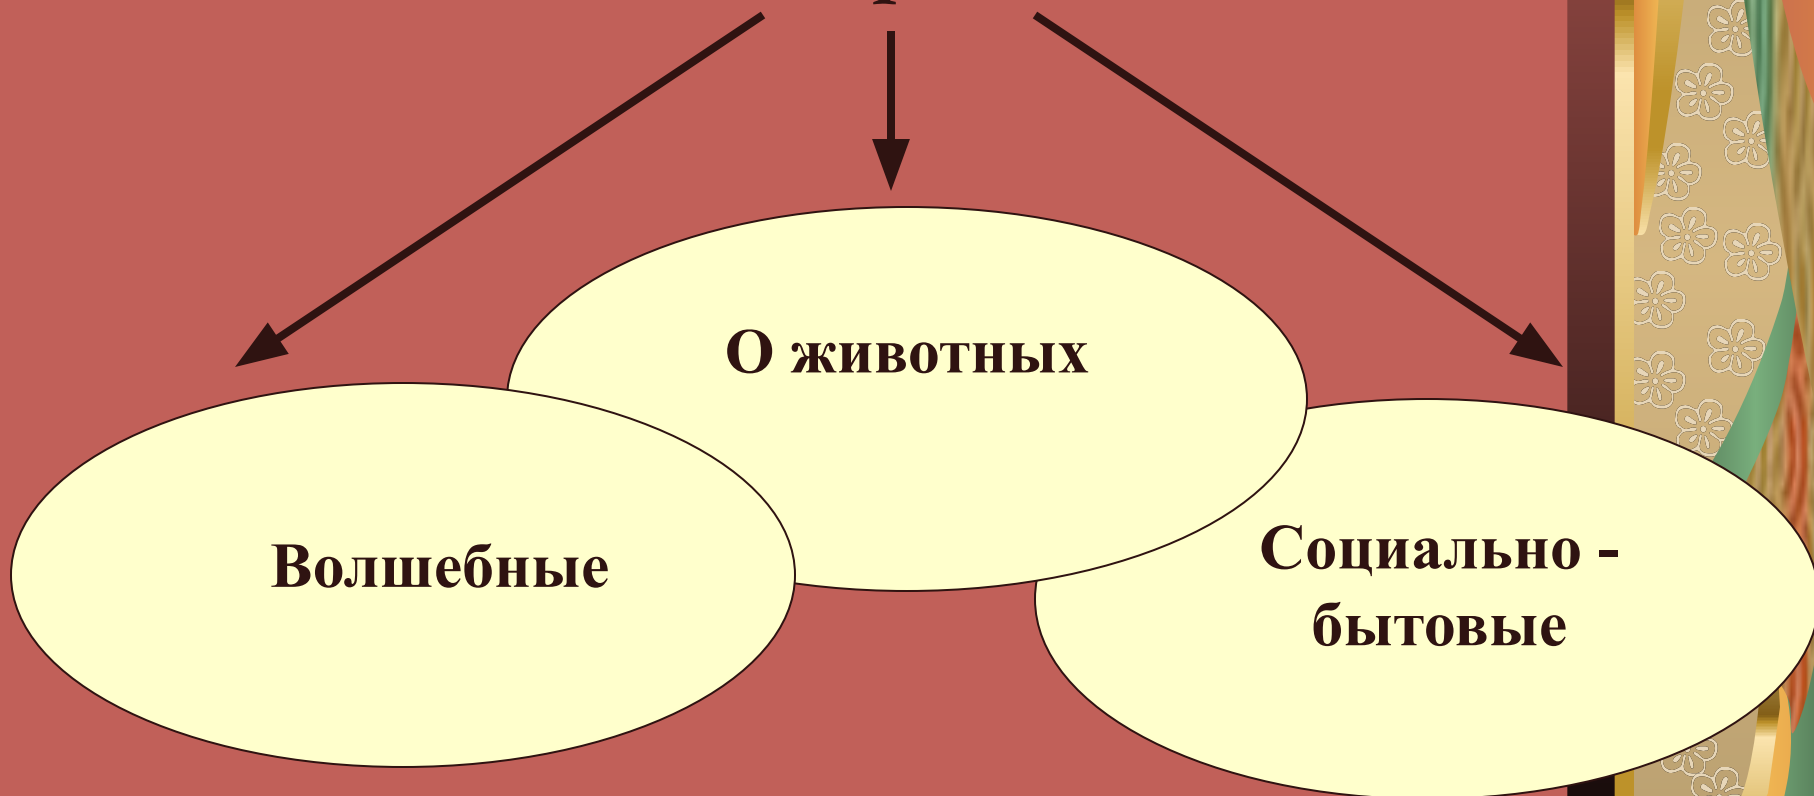 О животных
Волшебные
Социально -
бытовые